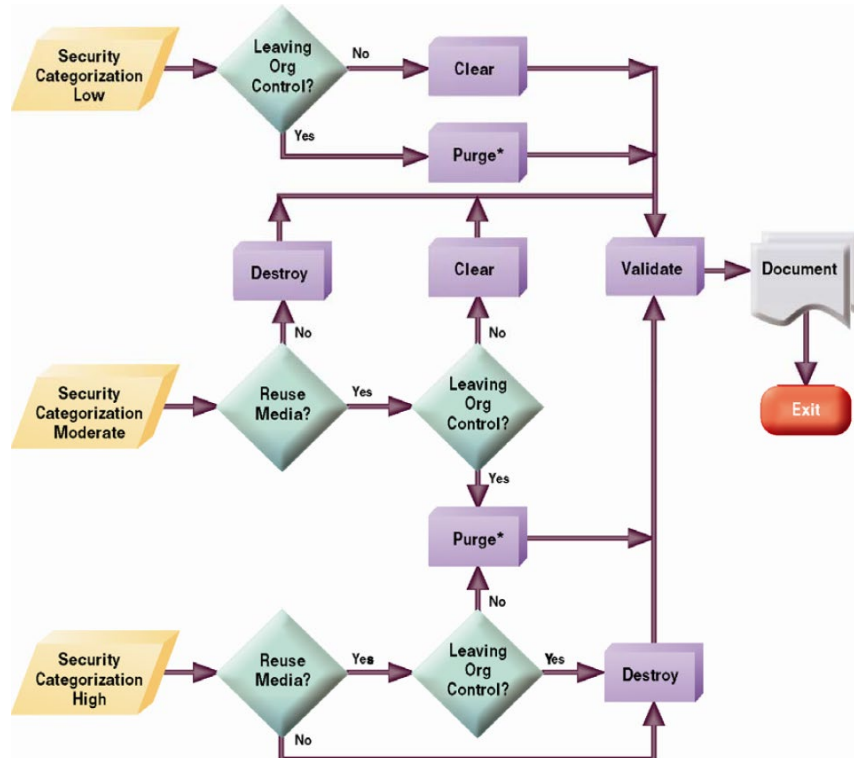 Security
Categorization
Low
Leaving
Org
Control?
No
Clear
Yes
Purge*
Destroy
Clear
Validate
Document
No
No
Security
Categorization
Moderate
Reuse
Media?
Yes
Leaving
Org
Control?
Exit
Yes
Purge*
No
Security
Categorization
High
Reuse
Media?
Yes
Leaving
Org
Control?
Yes
Destroy
No